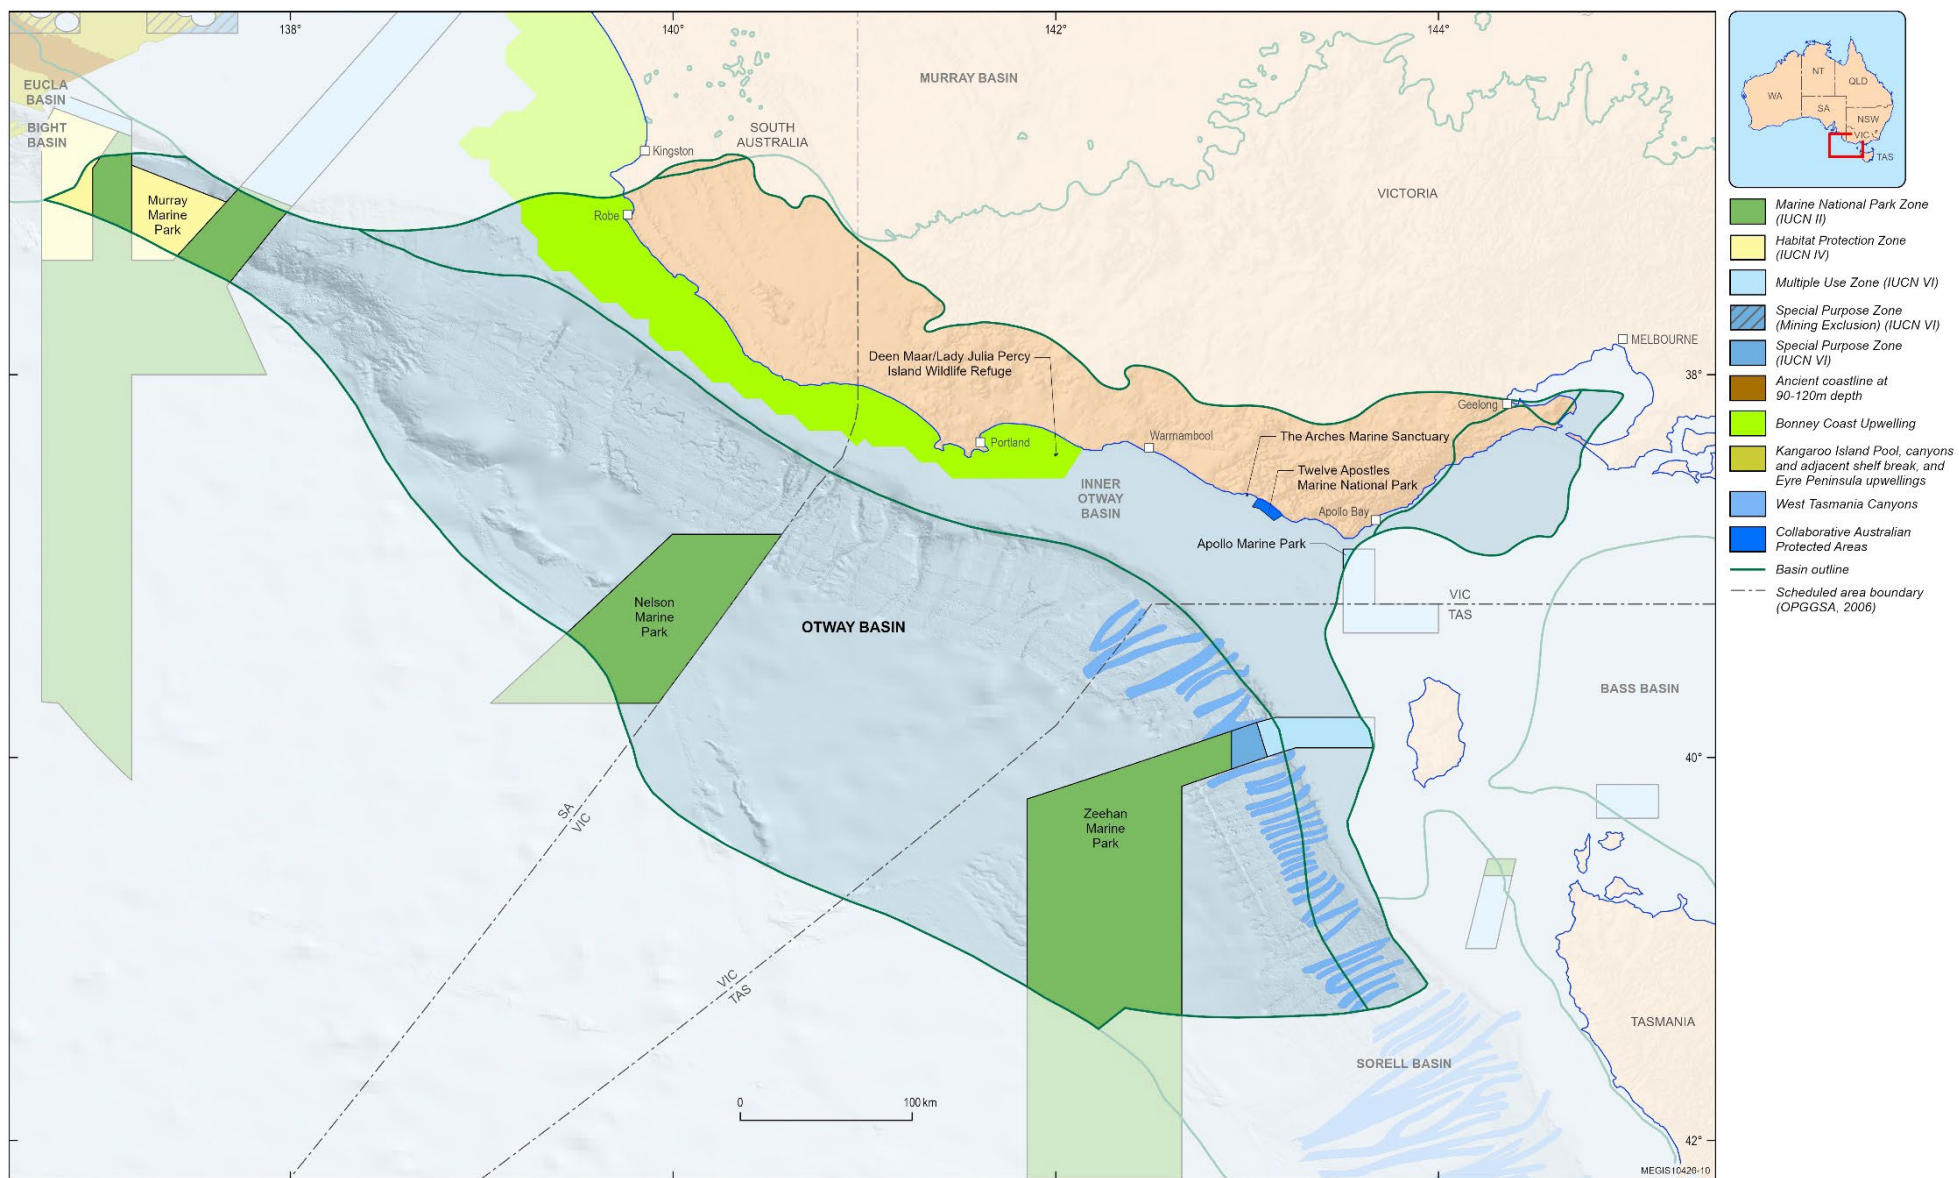 138°
140°
142°
144°
EUCLA
BASIN
BIGHT
BASIN
MURRAY BASIN
SOUTH
AUSTRALIA
Kingston
VICTORIA
Murray
Marine
Park
Robe
MELBOURNE
Deen Maar/Lady Julia Percy
Island Wildlife Refuge
38°
Geelong
Portland
Warrnambool
The Arches Marine Sanctuary
Twelve Apostles
Marine National Park
INNER
OTWAY
BASIN
Apollo Bay
Apollo Marine Park
VIC
TAS
Nelson
Marine
Park
OTWAY BASIN
BASS BASIN
40°
SA
VIC
Zeehan
Marine
Park
VIC
TAS
TASMANIA
SORELL BASIN
0
100 km
42°
MEGIS10426-10
NT
QLD
WA
SA
NSW
VIC
TAS
Marine National Park Zone
(IUCN II)
Habitat Protection Zone
(IUCN IV)
Multiple Use Zone (IUCN VI)
Special Purpose Zone
(Mining Exclusion) (IUCN VI)
Special Purpose Zone
(IUCN VI)
Ancient coastline at
90-120m depth
Bonney Coast Upwelling
Kangaroo Island Pool, canyons
and adjacent shelf break, and
Eyre Peninsula upwellings
West Tasmania Canyons
Collaborative Australian
Protected Areas
Basin outline
Scheduled area boundary
(OPGGSA, 2006)